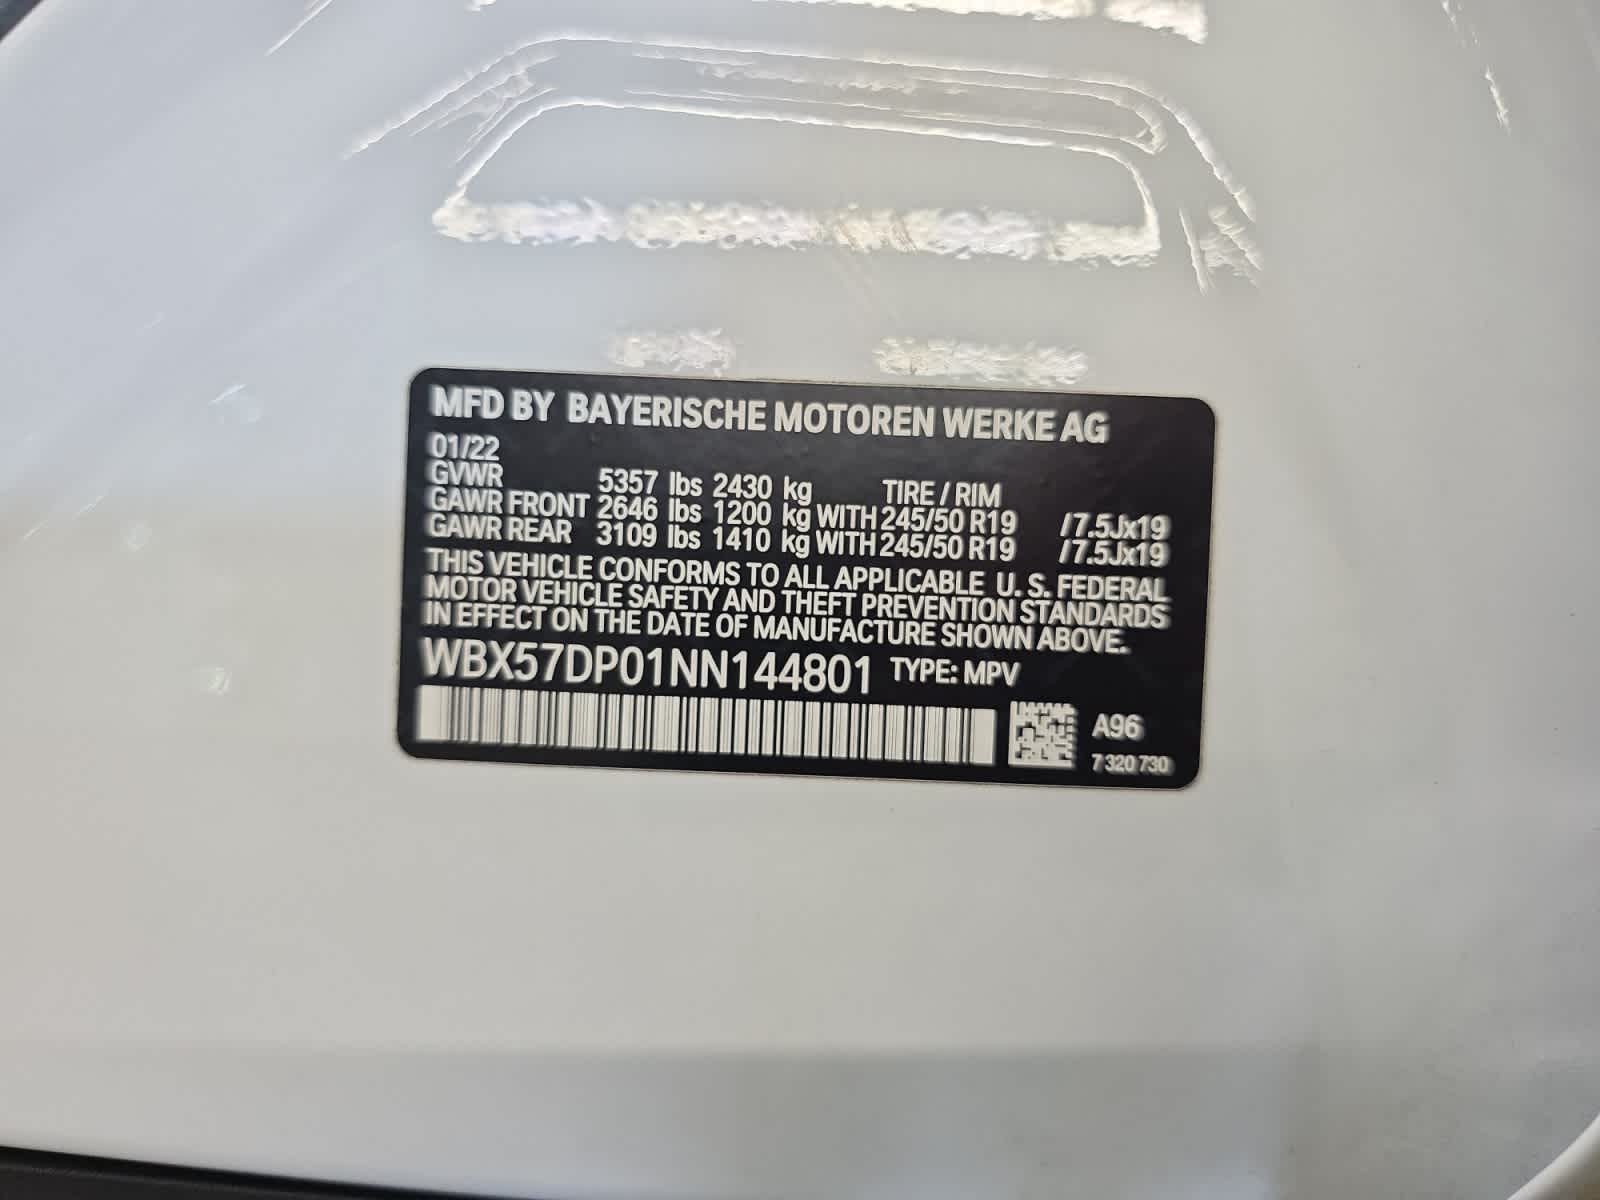 MFD BY BAYERISCHE MOTOREN WERKE AG
01/22
GVWR 5357 lbs 2430 kg TIRE / RIM
GAWR FRONT 2646 lbs 1200 kg WITH 245/50 R19 / 7.5Jx19
GAWR REAR 3109 lbs 1410 kg WITH 245/50 R19 / 7.5Jx19
THIS VEHICLE CONFORMS TO ALL APPLICABLE U. S. FEDERAL
MOTOR VEHICLE SAFETY AND THEFT PREVENTION STANDARDS
IN EFFECT ON THE DATE OF MANUFACTURE SHOWN ABOVE.
WBX57DP01NN144801 TYPE: MPV
A96
7 320 730